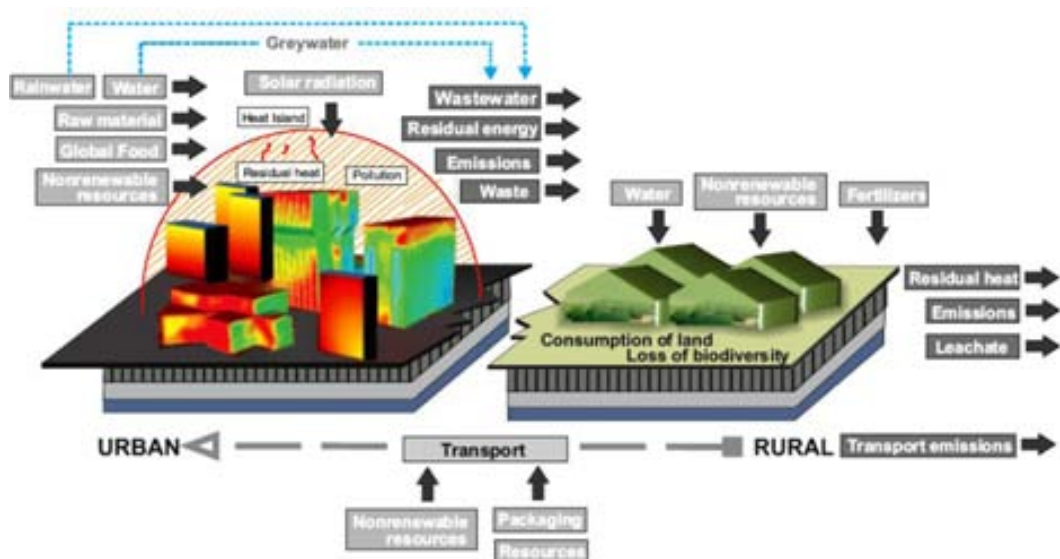 Greywater
Rainwater
Water
Solar radiation
Raw material
Heat Island
Global Food
Nonrenewable
resources
Residual heat
Pollution
Wastewater
Residual energy
Emissions
Waste
Water
Nonrenewable
resources
Fertilizers
Residual heat
Emissions
Leachate
Consumption of land
Loss of biodiversity
URBAN
Transport
RURAL
Transport emissions
Nonrenewable
resources
Packaging
Resources